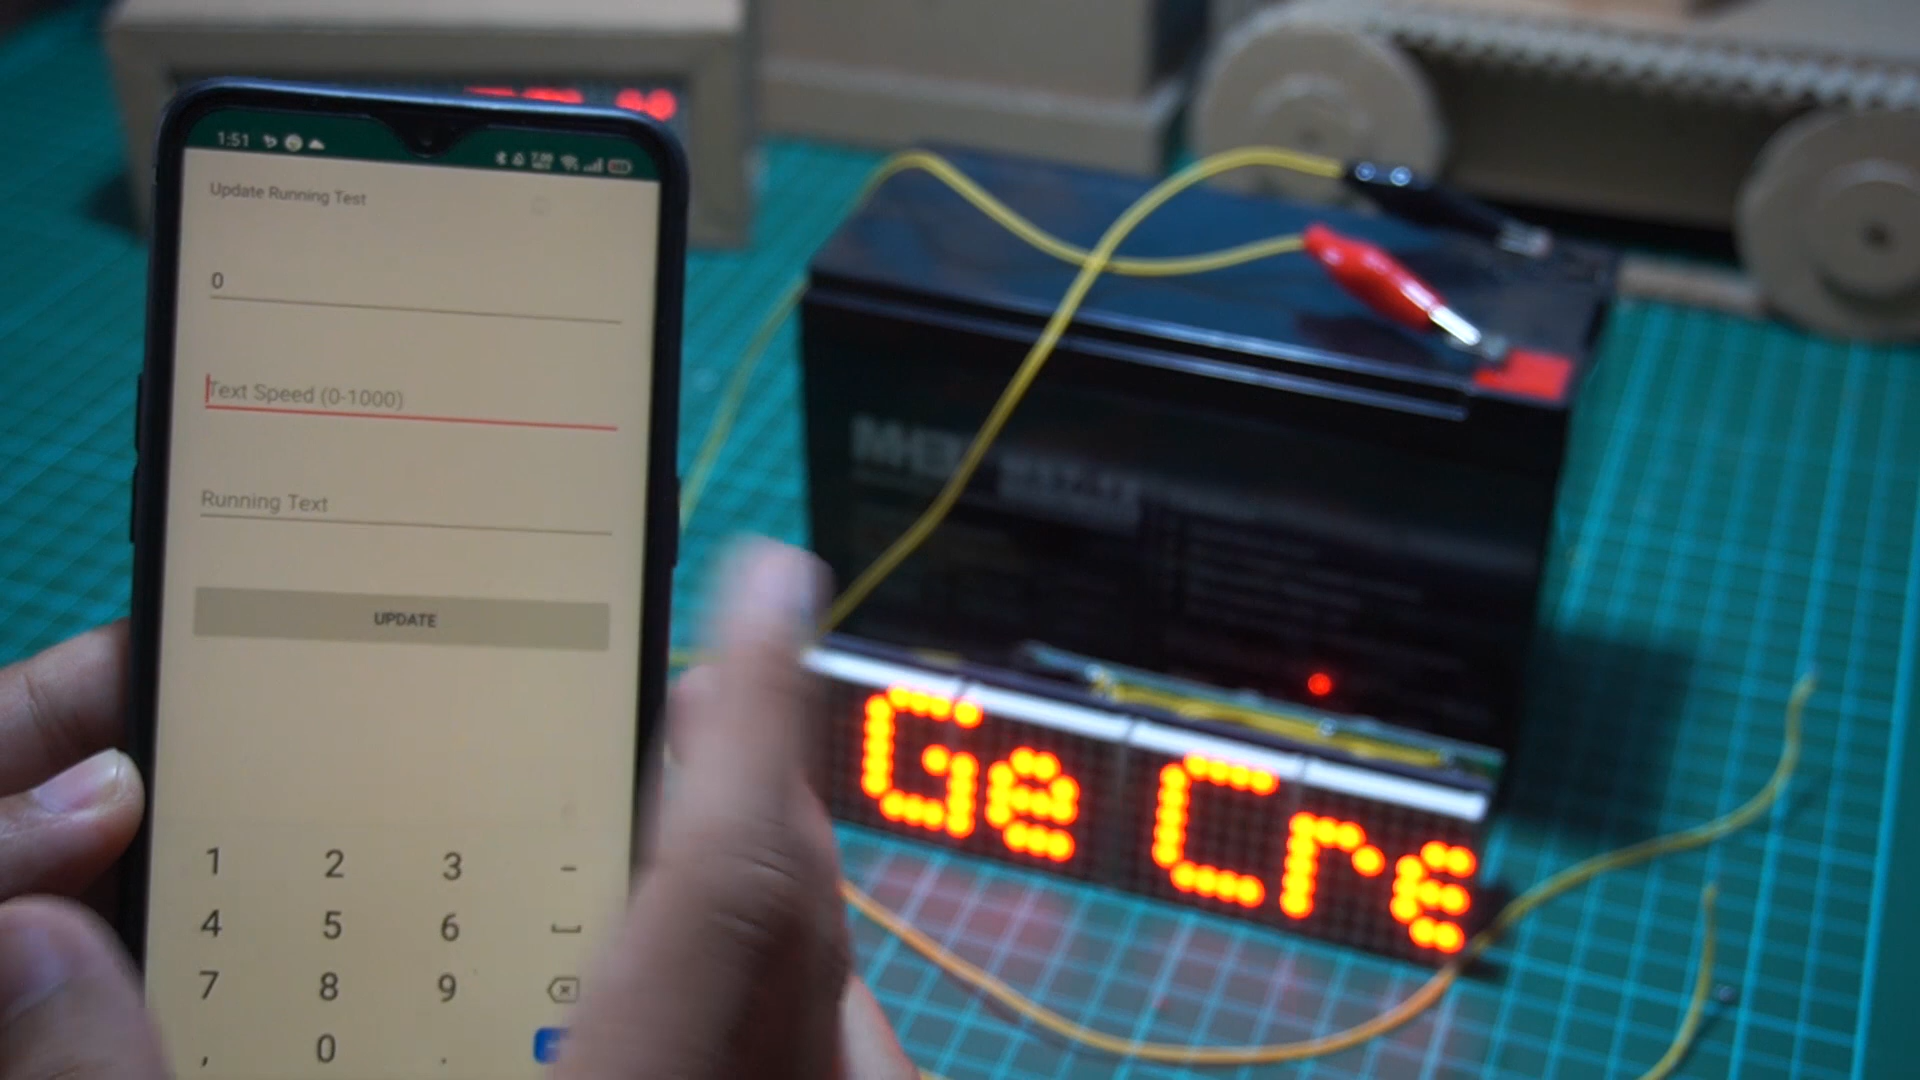 1:51
Update Running Test
0
Text Speed (0-1000)
Running Text
UPDATE
1 2 3 -
4 5 6
7 8 9
, 0 .
Ge Cre